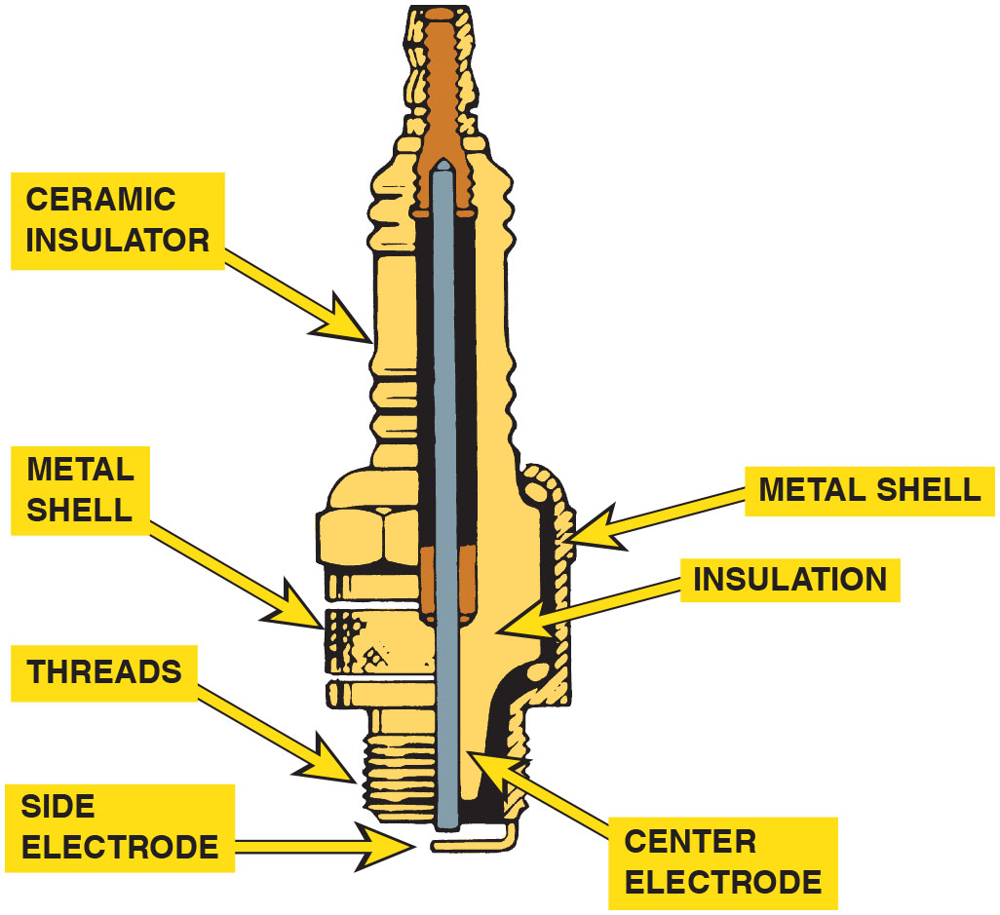 CERAMIC
INSULATOR
METAL
SHELL
METAL SHELL
INSULATION
THREADS
SIDE
ELECTRODE
CENTER
ELECTRODE